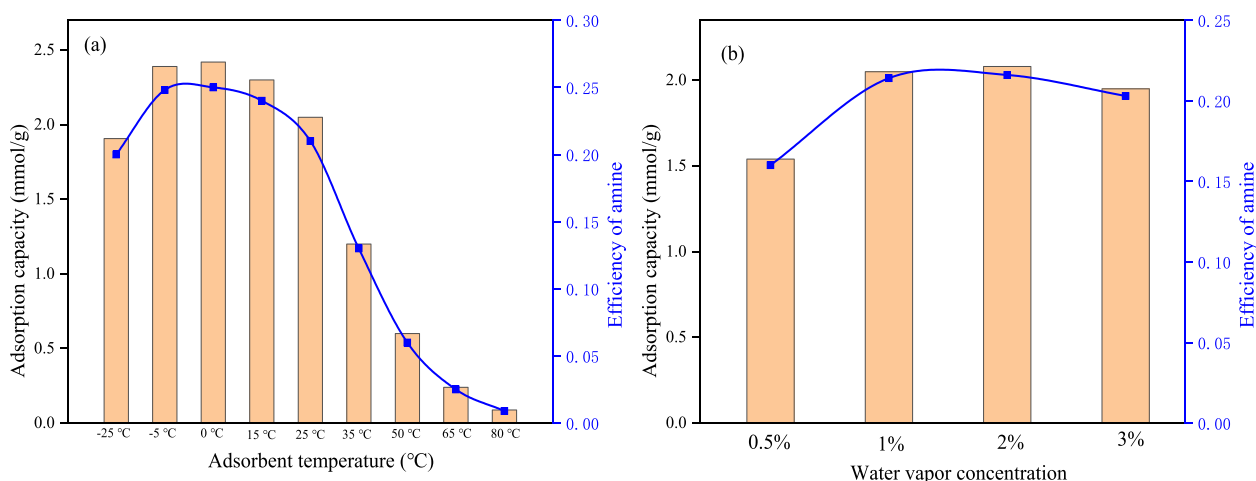 (a)
Adsorption capacity (mmol/g)
2.5
2.0
1.5
1.0
0.5
0.0
0.30
0.25
0.20
0.15
0.10
0.05
0.00
Efficiency of amine
-25 ℃ -5 ℃ 0 ℃ 15 ℃ 25 ℃ 35 ℃ 50 ℃ 65 ℃ 80 ℃
Adsorbent temperature (℃)
(b)
Adsorption capacity (mmol/g)
2.0
1.5
1.0
0.5
0.0
0.25
0.20
0.15
0.10
0.05
0.00
Efficiency of amine
0.5% 1% 2% 3%
Water vapor concentration